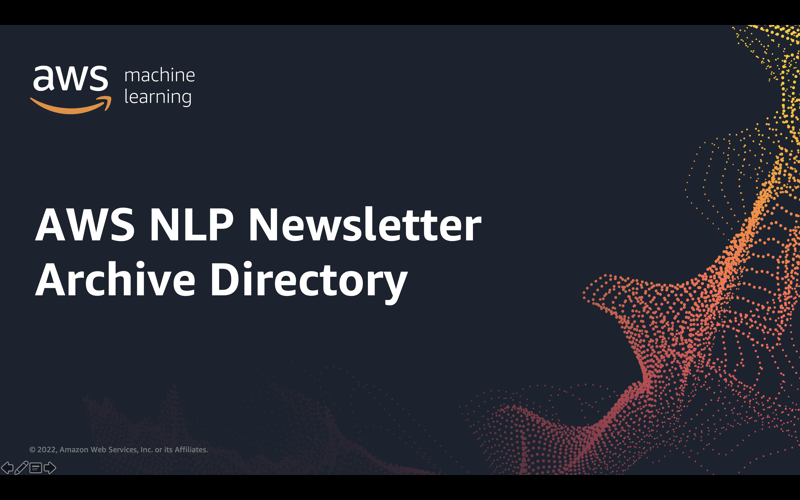 aws machine
learning
AWS NLP Newsletter
Archive Directory
© 2022, Amazon Web Services, Inc. or its Affiliates.